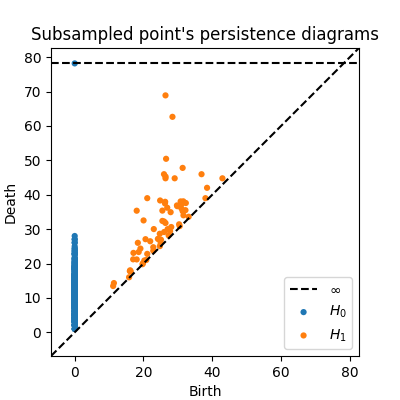 Subsampled point's persistence diagrams
80
70
60
50
40
30
20
10
0
Death
∞
H₀
H₁
0 20 40 60 80
Birth